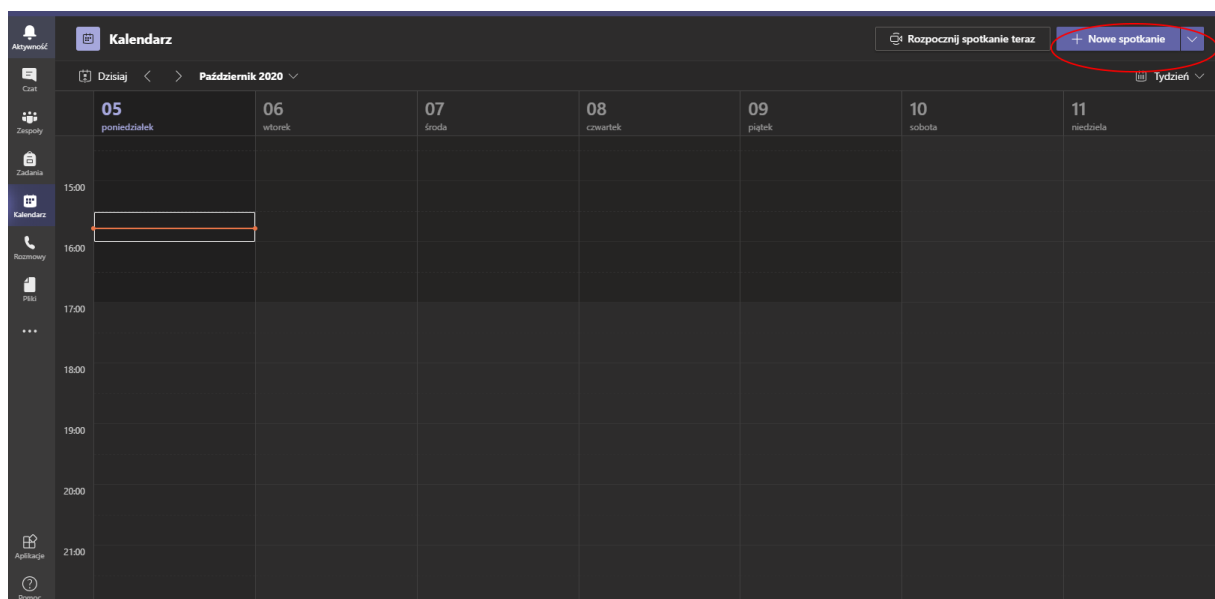 Aktywność
Czat
Zespoły
Zadania
Kalendarz
Rozmowy
Pliki
Aplikacje
Pomoc
Kalendarz
Rozpocznij spotkanie teraz
+ Nowe spotkanie
Dzisiaj
Październik 2020
Tydzień
05 06 07 08 09 10 11
poniedziałek wtorek środa czwartek piątek sobota niedziela
15:00
16:00
17:00
18:00
19:00
20:00
21:00